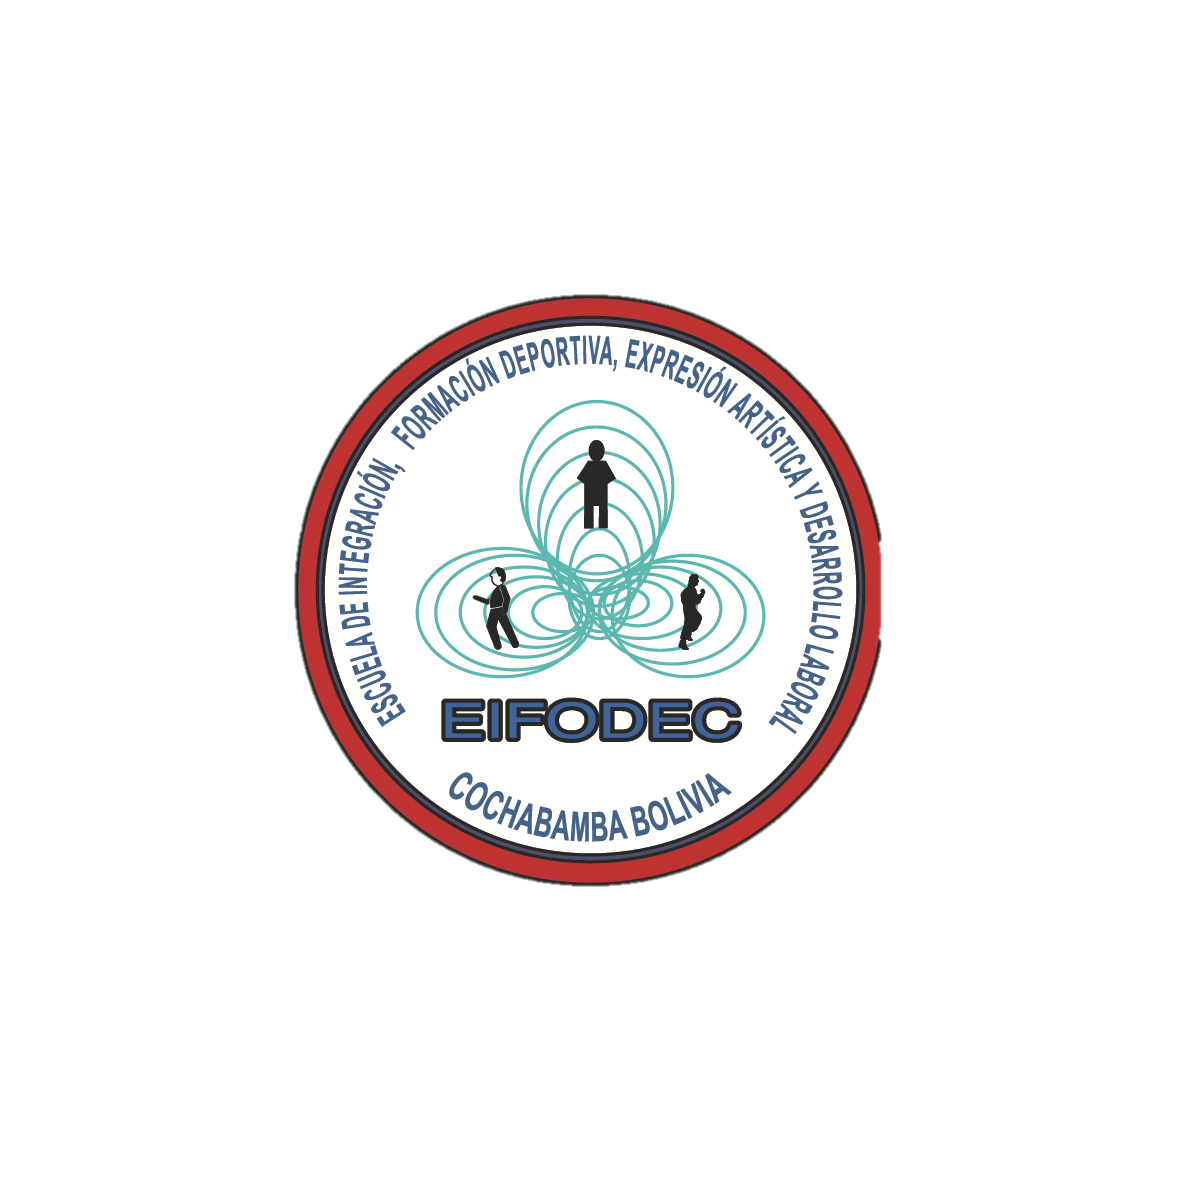 ESCUELA DE INTEGRACIÓN, FORMACIÓN DEPORTIVA, EXPRESIÓN ARTÍSTICA Y DESARROLLO LABORAL
EIFODEC
COCHABAMBA BOLIVIA